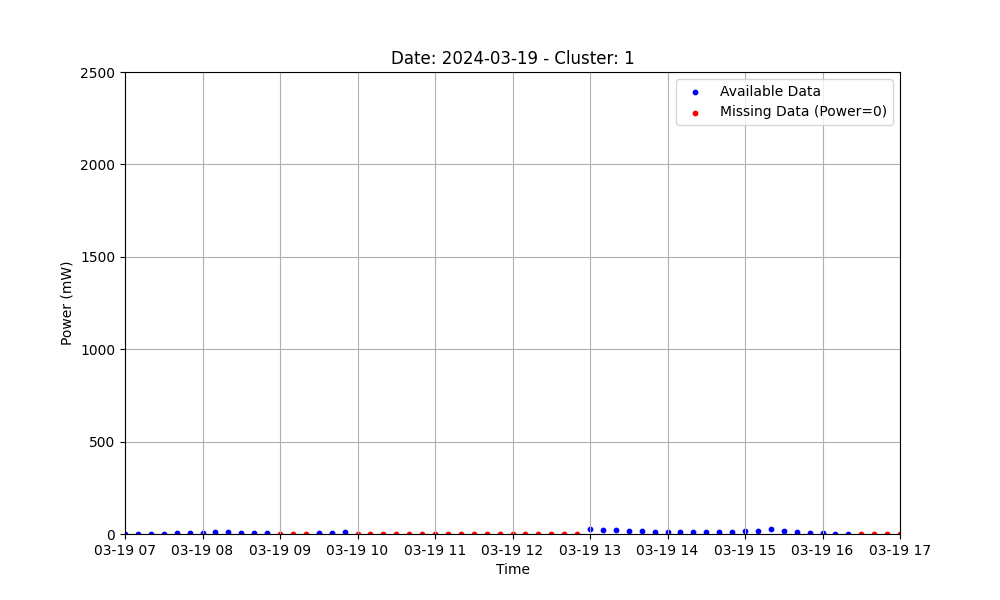 Date: 2024-03-19 - Cluster: 1
2500
Available Data
Missing Data (Power=0)
2000
1500
Power (mW)
1000
500
0
03-19 07 03-19 08 03-19 09 03-19 10 03-19 11 03-19 12 03-19 13 03-19 14 03-19 15 03-19 16 03-19 17
Time